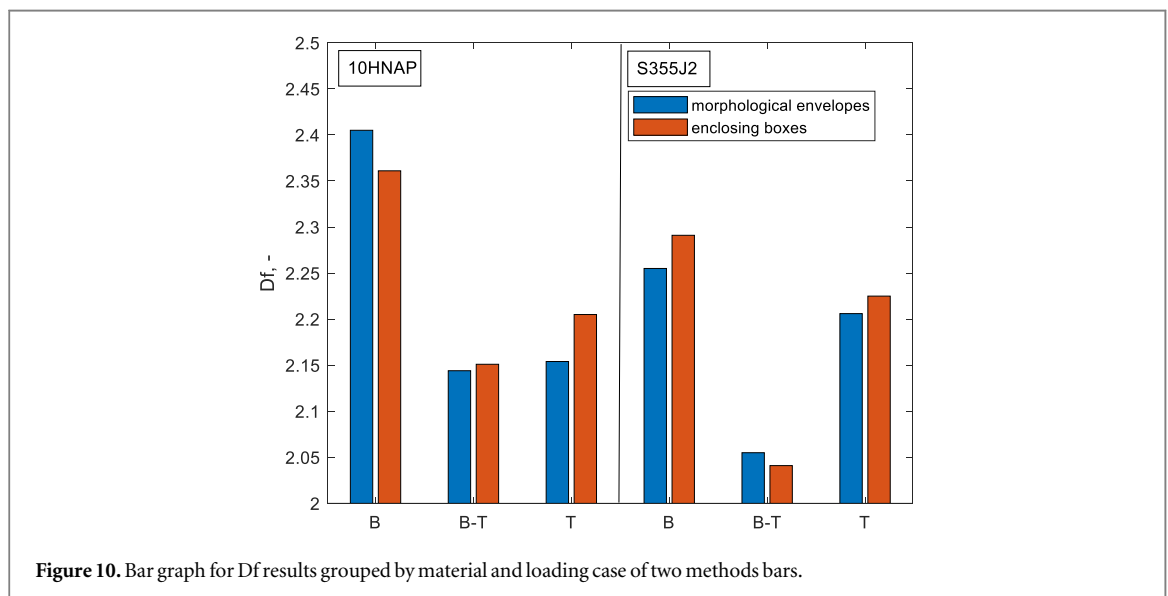 2.5
2.45
2.4
2.35
2.3
2.25
2.2
2.15
2.1
2.05
2
Df, -
10HNAP
S355J2
morphological envelopes
enclosing boxes
B
B-T
T
B
B-T
T
Figure 10. Bar graph for Df results grouped by material and loading case of two methods bars.